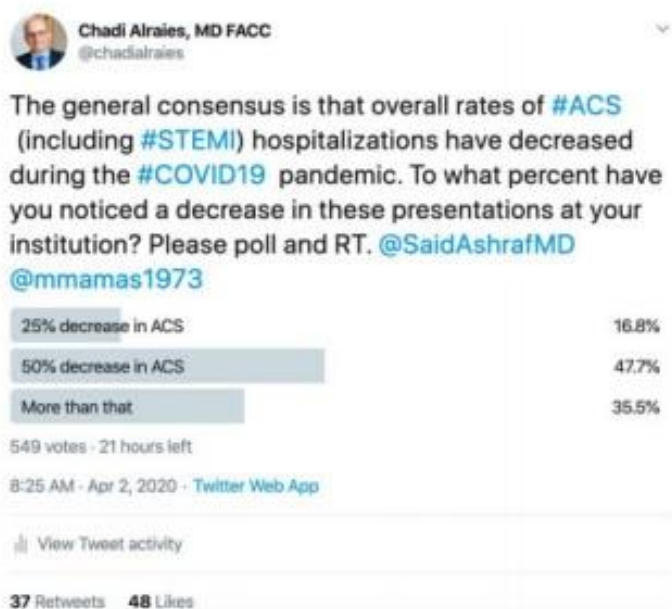 Chadi Alraies, MD FACC
@chadialraies
The general consensus is that overall rates of #ACS
(including #STEMI) hospitalizations have decreased
during the #COVID19 pandemic. To what percent have
you noticed a decrease in these presentations at your
institution? Please poll and RT. @SaidAshrafMD
@mmamas1973
25% decrease in ACS 16.8%
50% decrease in ACS 47.7%
More than that 35.5%
549 votes · 21 hours left
8:25 AM · Apr 2, 2020 · Twitter Web App
View Tweet activity
37 Retweets 48 Likes